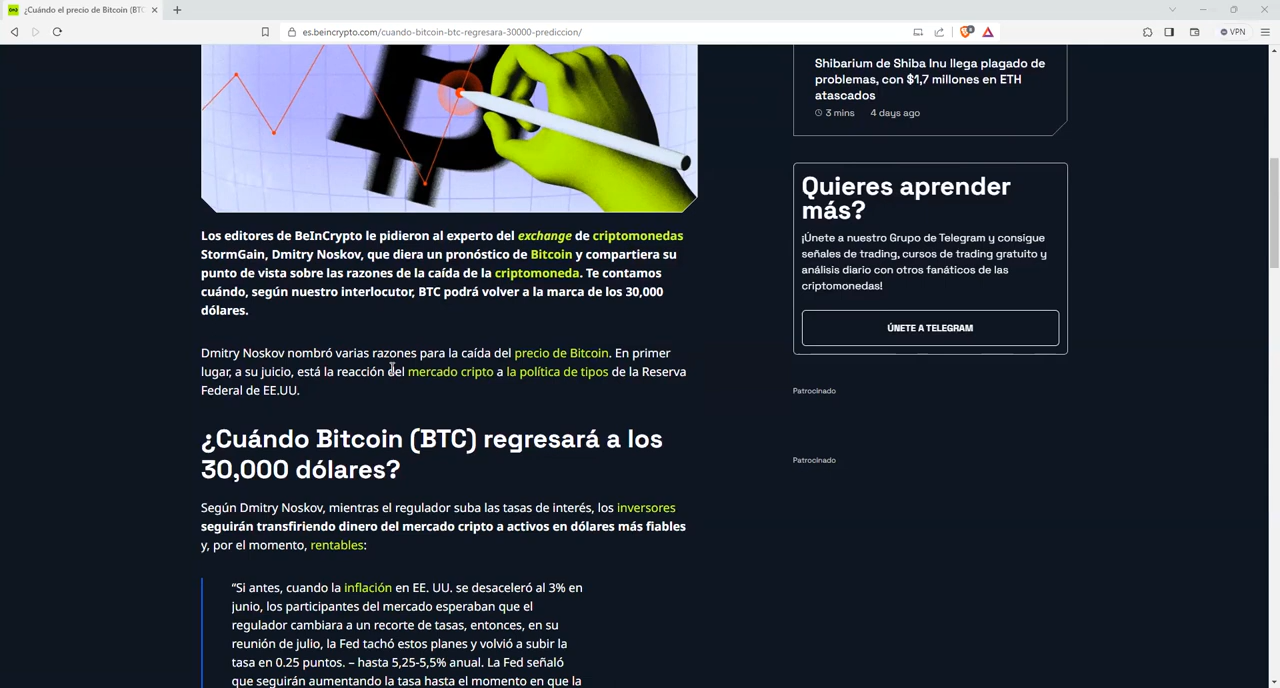 ¿Cuándo el precio de Bitcoin (BTC
es.beincrypto.com/cuando-bitcoin-btc-regresara-30000-prediccion/
VPN
Shibarium de Shiba Inu llega plagado de
problemas, con $1,7 millones en ETH
atascados
3 mins 4 days ago
Quieres aprender
más?
¡Únete a nuestro Grupo de Telegram y consigue
señales de trading, cursos de trading gratuito y
análisis diario con otros fanáticos de las
criptomonedas!
ÚNETE A TELEGRAM
Patrocinado
Patrocinado
Los editores de BeInCrypto le pidieron al experto del exchange de criptomonedas
StormGain, Dmitry Noskov, que diera un pronóstico de Bitcoin y compartiera su
punto de vista sobre las razones de la caída de la criptomoneda. Te contamos
cuándo, según nuestro interlocutor, BTC podrá volver a la marca de los 30,000
dólares.
Dmitry Noskov nombró varias razones para la caída del precio de Bitcoin. En primer
lugar, a su juicio, está la reacción del mercado cripto a la política de tipos de la Reserva
Federal de EE.UU.
¿Cuándo Bitcoin (BTC) regresará a los
30,000 dólares?
Según Dmitry Noskov, mientras el regulador suba las tasas de interés, los inversores
seguirán transfiriendo dinero del mercado cripto a activos en dólares más fiables
y, por el momento, rentables:
“Si antes, cuando la inflación en EE. UU. se desaceleró al 3% en
junio, los participantes del mercado esperaban que el
regulador cambiara a un recorte de tasas, entonces, en su
reunión de julio, la Fed tachó estos planes y volvió a subir la
tasa en 0.25 puntos. – hasta 5,25-5,5% anual. La Fed señaló
que seguirán aumentando la tasa hasta el momento en que la